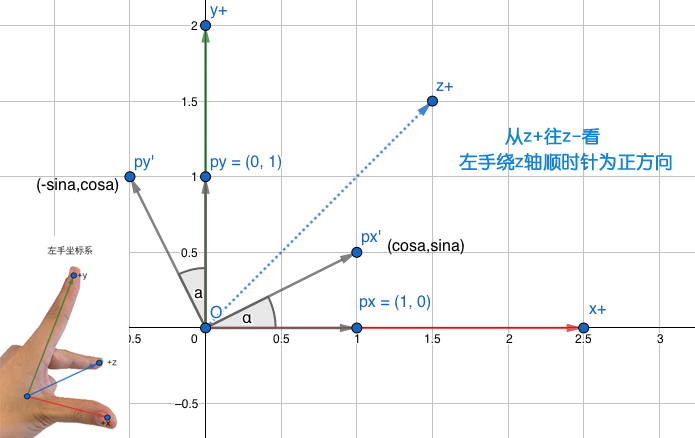 y+
2
z+
1.5
从z+往z-看
左手绕z轴顺时针为正方向
py'
py = (0, 1)
1
(-sina,cosa)
px'
(cosa,sina)
0.5
左手坐标系
+y
a
O
α
px = (1, 0)
x+
0.5
0
0.5
1
1.5
2
2.5
3
+z
+x
–0.5